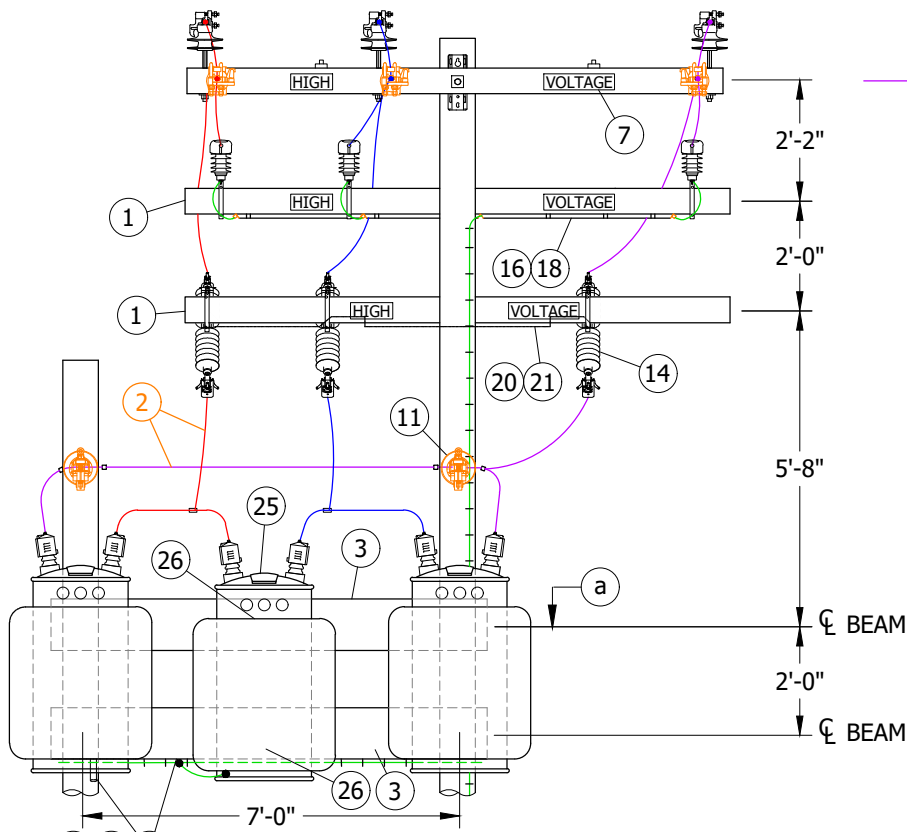 HIGH VOLTAGE
7
2'-2"
1
HIGH VOLTAGE
16 18
2'-0"
1
HIGH VOLTAGE
20 21
14
2
11
5'-8"
25
26
3
a
℄ BEAM
2'-0"
℄ BEAM
26 3
7'-0"